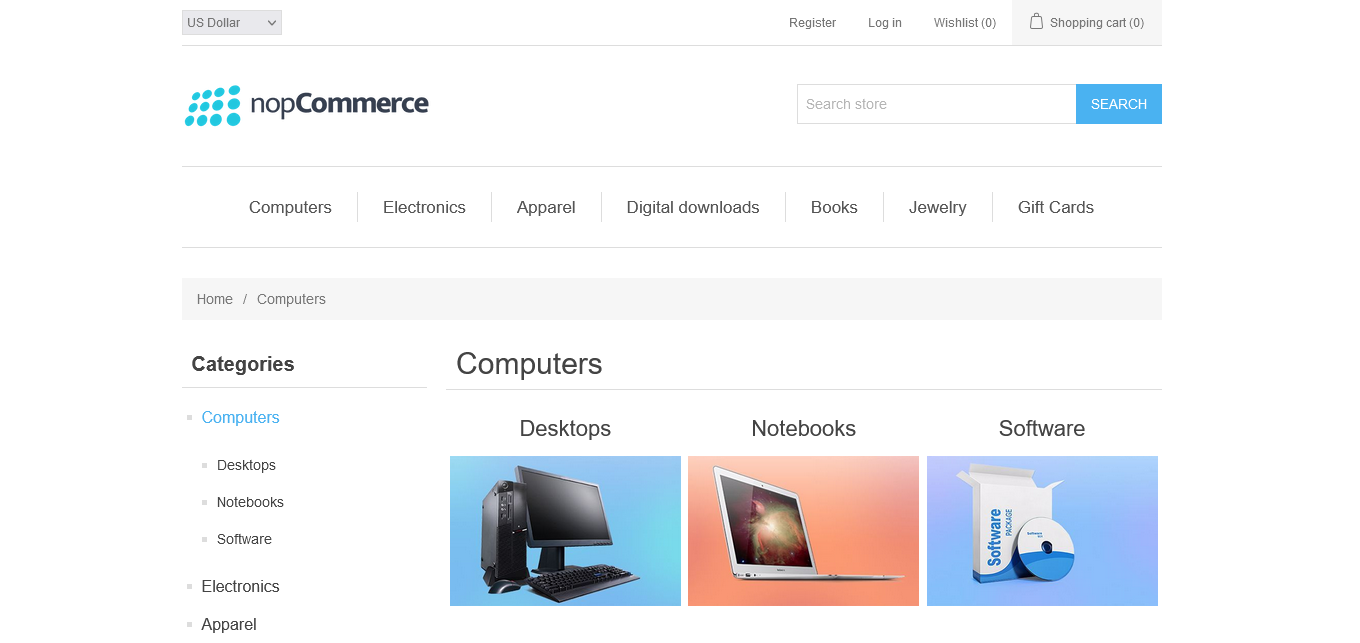 US Dollar
Register
Log in
Wishlist (0)
Shopping cart (0)
nopCommerce
Search store
SEARCH
Computers
Electronics
Apparel
Digital downloads
Books
Jewelry
Gift Cards
Home / Computers
Categories
Computers
Desktops
Notebooks
Software
Electronics
Apparel
Computers
Desktops
Notebooks
Software
Software
PACKAGE